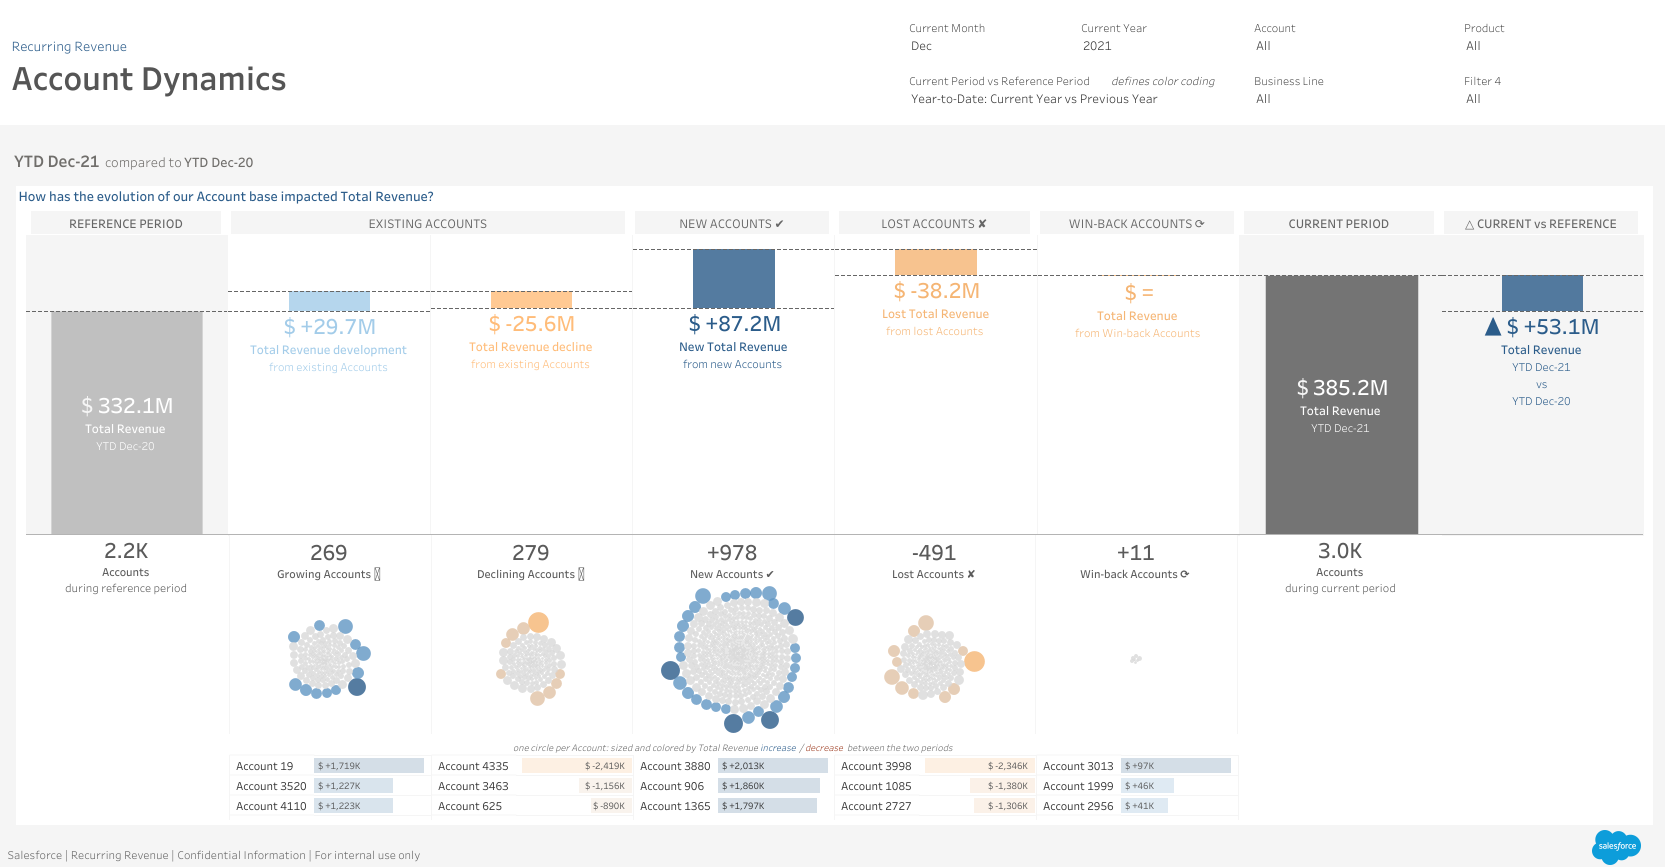 Recurring Revenue
Account Dynamics
Current Month
Dec
Current Year
2021
Account
All
Product
All
Current Period vs Reference Period defines color coding
Year-to-Date: Current Year vs Previous Year
Business Line
All
Filter 4
All
YTD Dec-21 compared to YTD Dec-20
How has the evolution of our Account base impacted Total Revenue?
REFERENCE PERIOD
EXISTING ACCOUNTS
NEW ACCOUNTS ✔
LOST ACCOUNTS ✘
WIN-BACK ACCOUNTS ⟳
CURRENT PERIOD
△ CURRENT vs REFERENCE
$ 332.1M
Total Revenue
YTD Dec-20
$ +29.7M
Total Revenue development
from existing Accounts
$ -25.6M
Total Revenue decline
from existing Accounts
$ +87.2M
New Total Revenue
from new Accounts
$ -38.2M
Lost Total Revenue
from lost Accounts
$ =
Total Revenue
from Win-back Accounts
$ 385.2M
Total Revenue
YTD Dec-21
▲ $ +53.1M
Total Revenue
YTD Dec-21
vs
YTD Dec-20
2.2K
Accounts
during reference period
269
Growing Accounts
279
Declining Accounts
+978
New Accounts ✔
-491
Lost Accounts ✘
+11
Win-back Accounts ⟳
3.0K
Accounts
during current period
one circle per Account: sized and colored by Total Revenue increase / decrease between the two periods
Account 19 $ +1,719K
Account 3520 $ +1,227K
Account 4110 $ +1,223K
Account 4335 $ -2,419K
Account 3463 $ -1,156K
Account 625 $ -890K
Account 3880 $ +2,013K
Account 906 $ +1,860K
Account 1365 $ +1,797K
Account 3998 $ -2,346K
Account 1085 $ -1,380K
Account 2727 $ -1,306K
Account 3013 $ +97K
Account 1999 $ +46K
Account 2956 $ +41K
Salesforce | Recurring Revenue | Confidential Information | For internal use only
salesforce